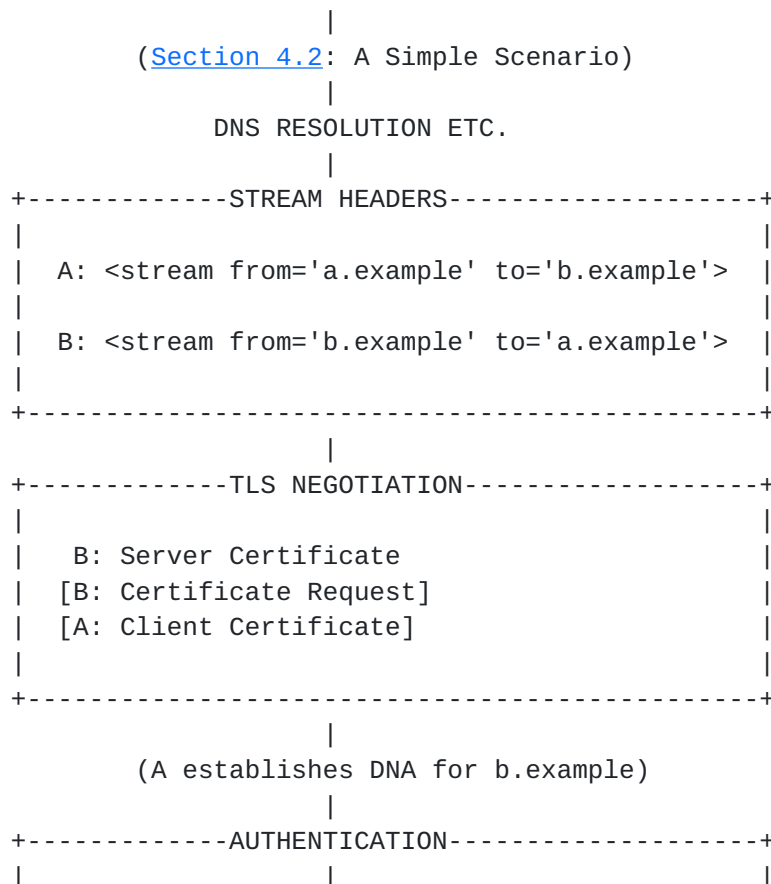 |
        (Section 4.2: A Simple Scenario)
                    |
             DNS RESOLUTION ETC.
                    |
+-------------STREAM HEADERS--------------------+
|                                               |
|  A: <stream from='a.example' to='b.example'>  |
|                                               |
|  B: <stream from='b.example' to='a.example'>  |
|                                               |
+-----------------------------------------------+
                    |
+-------------TLS NEGOTIATION-------------------+
|                                               |
|   B: Server Certificate                       |
|  [B: Certificate Request]                     |
|  [A: Client Certificate]                      |
|                                               |
+-----------------------------------------------+
                    |
        (A establishes DNA for b.example)
                    |
+-------------AUTHENTICATION--------------------+
|                   |                           |